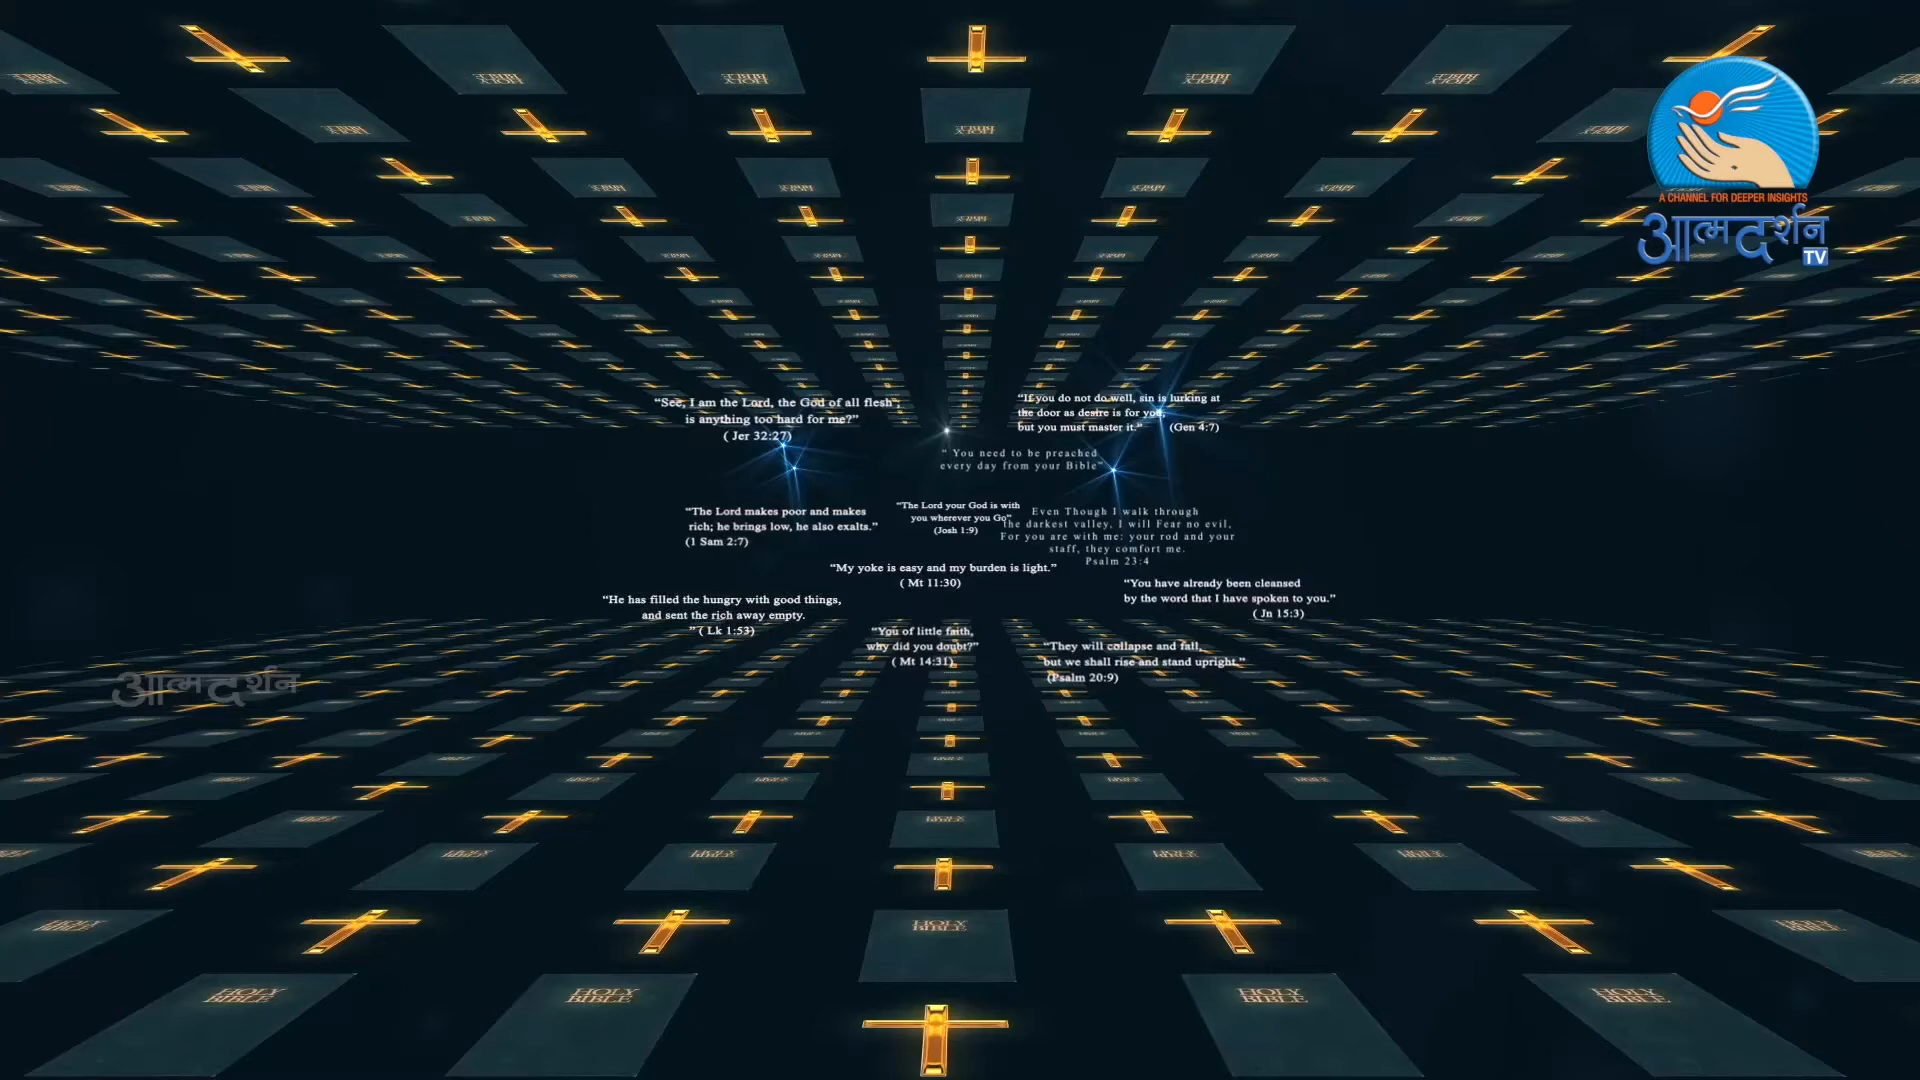 A CHANNEL FOR DEEPER INSIGHTS
आत्मदर्शन
TV
“See, I am the Lord, the God of all flesh,
is anything too hard for me?”
( Jer 32:27)
“If you do not do well, sin is lurking at
the door as desire is for you,
but you must master it.” (Gen 4:7)
“ You need to be preached
every day from your Bible”
“The Lord makes poor and makes
rich; he brings low, he also exalts.”
(1 Sam 2:7)
“The Lord your God is with
you wherever you Go”
(Josh 1:9)
Even Though I walk through
the darkest valley, I will Fear no evil,
For you are with me: your rod and your
staff, they comfort me.
Psalm 23:4
“My yoke is easy and my burden is light.”
( Mt 11:30)
“You have already been cleansed
by the word that I have spoken to you.”
( Jn 15:3)
“He has filled the hungry with good things,
and sent the rich away empty.
” ( Lk 1:53)
“You of little faith,
why did you doubt?”
( Mt 14:31)
“They will collapse and fall,
but we shall rise and stand upright.”
(Psalm 20:9)
आत्मदर्शन
HOLY
BIBLE
HOLY
BIBLE
HOLY
BIBLE
HOLY
BIBLE
HOLY
BIBLE